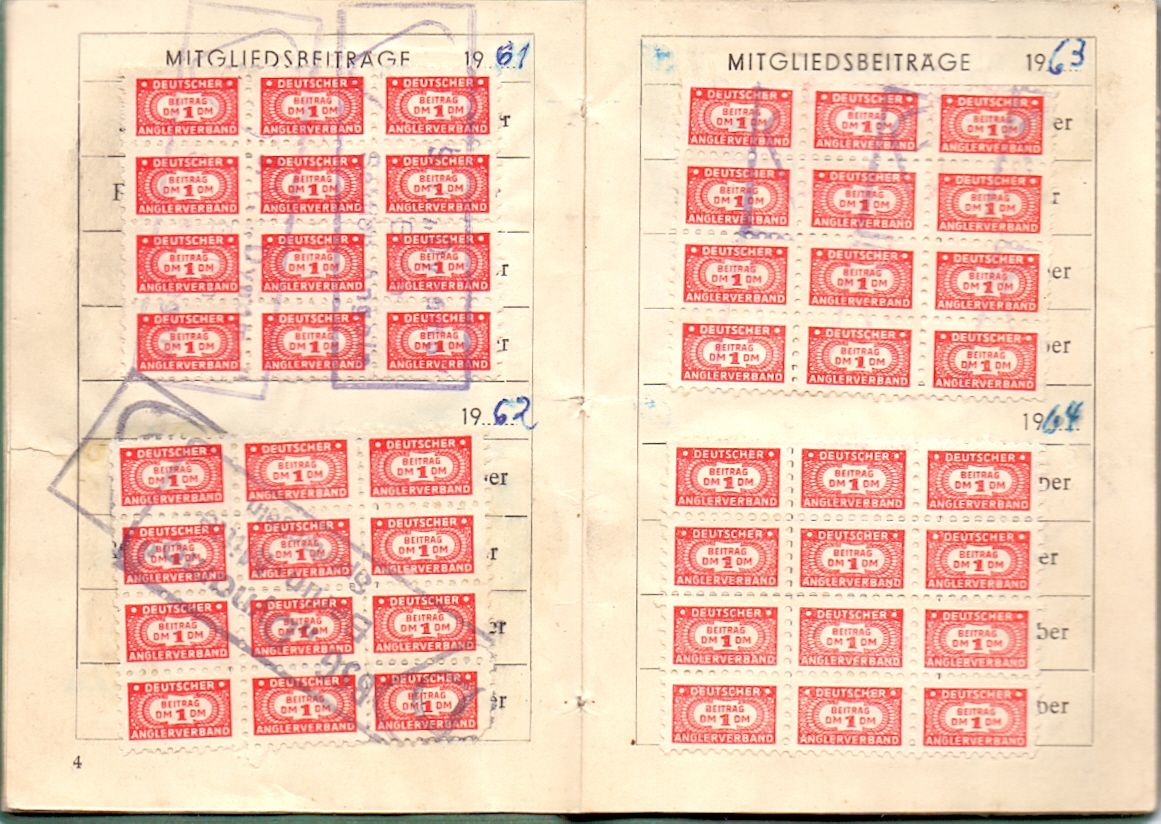 MITGLIEDSBEITRÄGE 19 61
DEUTSCHER DEUTSCHER DEUTSCHER
BEITRAG BEITRAG BEITRAG
DM 1 DM DM 1 DM DM 1 DM
ANGLERVERBAND ANGLERVERBAND ANGLERVERBAND
DEUTSCHER DEUTSCHER DEUTSCHER
BEITRAG BEITRAG BEITRAG
DM 1 DM DM 1 DM DM 1 DM
ANGLERVERBAND ANGLERVERBAND ANGLERVERBAND
DEUTSCHER DEUTSCHER DEUTSCHER
BEITRAG BEITRAG BEITRAG
DM 1 DM DM 1 DM DM 1 DM
ANGLERVERBAND ANGLERVERBAND ANGLERVERBAND
DEUTSCHER DEUTSCHER DEUTSCHER
BEITRAG BEITRAG BEITRAG
DM 1 DM DM 1 DM DM 1 DM
ANGLERVERBAND ANGLERVERBAND ANGLERVERBAND
19 62
DEUTSCHER DEUTSCHER DEUTSCHER
BEITRAG BEITRAG BEITRAG
DM 1 DM DM 1 DM DM 1 DM
ANGLERVERBAND ANGLERVERBAND ANGLERVERBAND
DEUTSCHER DEUTSCHER DEUTSCHER
BEITRAG BEITRAG BEITRAG
DM 1 DM DM 1 DM DM 1 DM
ANGLERVERBAND ANGLERVERBAND ANGLERVERBAND
DEUTSCHER DEUTSCHER DEUTSCHER
BEITRAG BEITRAG BEITRAG
DM 1 DM DM 1 DM DM 1 DM
ANGLERVERBAND ANGLERVERBAND ANGLERVERBAND
DEUTSCHER DEUTSCHER DEUTSCHER
BEITRAG BEITRAG BEITRAG
DM 1 DM DM 1 DM DM 1 DM
ANGLERVERBAND ANGLERVERBAND ANGLERVERBAND
4
MITGLIEDSBEITRÄGE 19 63
DEUTSCHER DEUTSCHER DEUTSCHER
BEITRAG BEITRAG BEITRAG
DM 1 DM DM 1 DM DM 1 DM er
ANGLERVERBAND ANGLERVERBAND ANGLERVERBAND
DEUTSCHER DEUTSCHER DEUTSCHER
BEITRAG BEITRAG BEITRAG
DM 1 DM DM 1 DM DM 1 DM
ANGLERVERBAND ANGLERVERBAND ANGLERVERBAND
DEUTSCHER DEUTSCHER DEUTSCHER
BEITRAG BEITRAG BEITRAG
DM 1 DM DM 1 DM DM 1 DM er
ANGLERVERBAND ANGLERVERBAND ANGLERVERBAND
DEUTSCHER DEUTSCHER DEUTSCHER
BEITRAG BEITRAG BEITRAG
DM 1 DM DM 1 DM DM 1 DM er
ANGLERVERBAND ANGLERVERBAND ANGLERVERBAND
19 64
DEUTSCHER DEUTSCHER DEUTSCHER
BEITRAG BEITRAG BEITRAG
DM 1 DM DM 1 DM DM 1 DM ber
ANGLERVERBAND ANGLERVERBAND ANGLERVERBAND
DEUTSCHER DEUTSCHER DEUTSCHER
BEITRAG BEITRAG BEITRAG
DM 1 DM DM 1 DM DM 1 DM er
ANGLERVERBAND ANGLERVERBAND ANGLERVERBAND
DEUTSCHER DEUTSCHER DEUTSCHER
BEITRAG BEITRAG BEITRAG
DM 1 DM DM 1 DM DM 1 DM ber
ANGLERVERBAND ANGLERVERBAND ANGLERVERBAND
DEUTSCHER DEUTSCHER DEUTSCHER
BEITRAG BEITRAG BEITRAG
DM 1 DM DM 1 DM DM 1 DM ber
ANGLERVERBAND ANGLERVERBAND ANGLERVERBAND